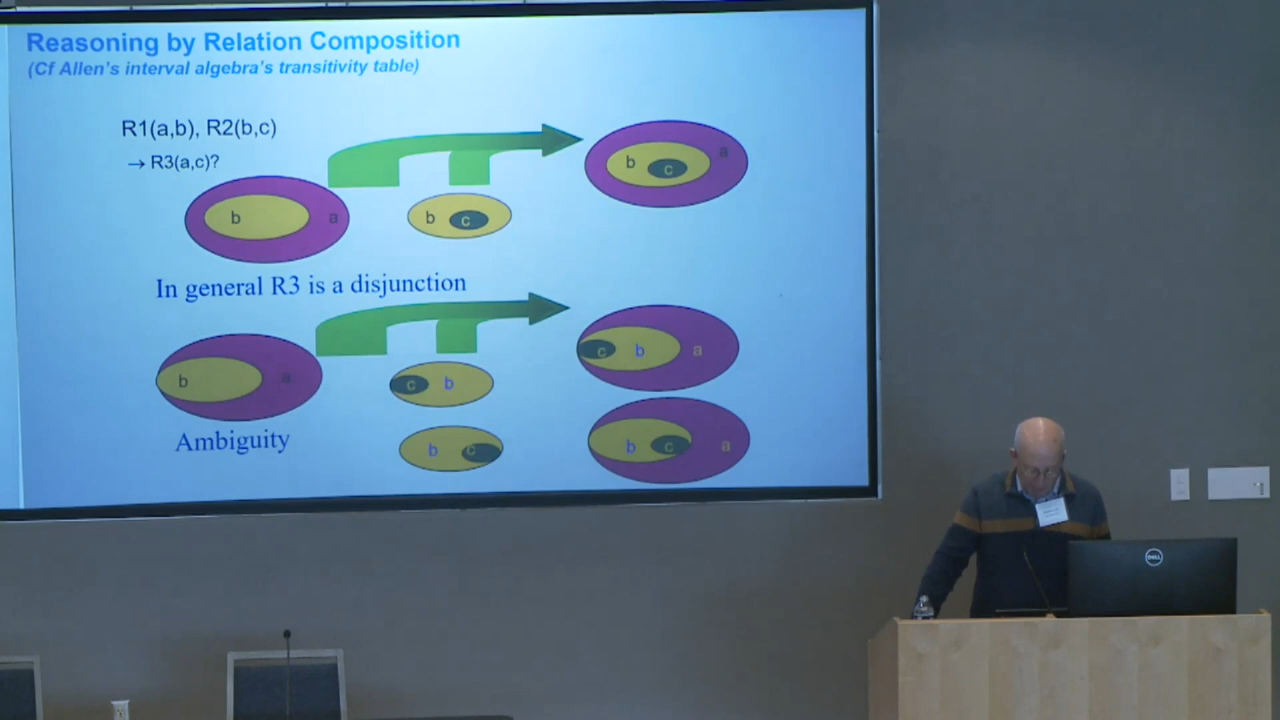 Reasoning by Relation Composition
(Cf Allen's interval algebra's transitivity table)
R1(a,b), R2(b,c)
→ R3(a,c)?
b a
b c
b c a
In general R3 is a disjunction
b a
c b
c b a
Ambiguity
b c
b c a
DELL